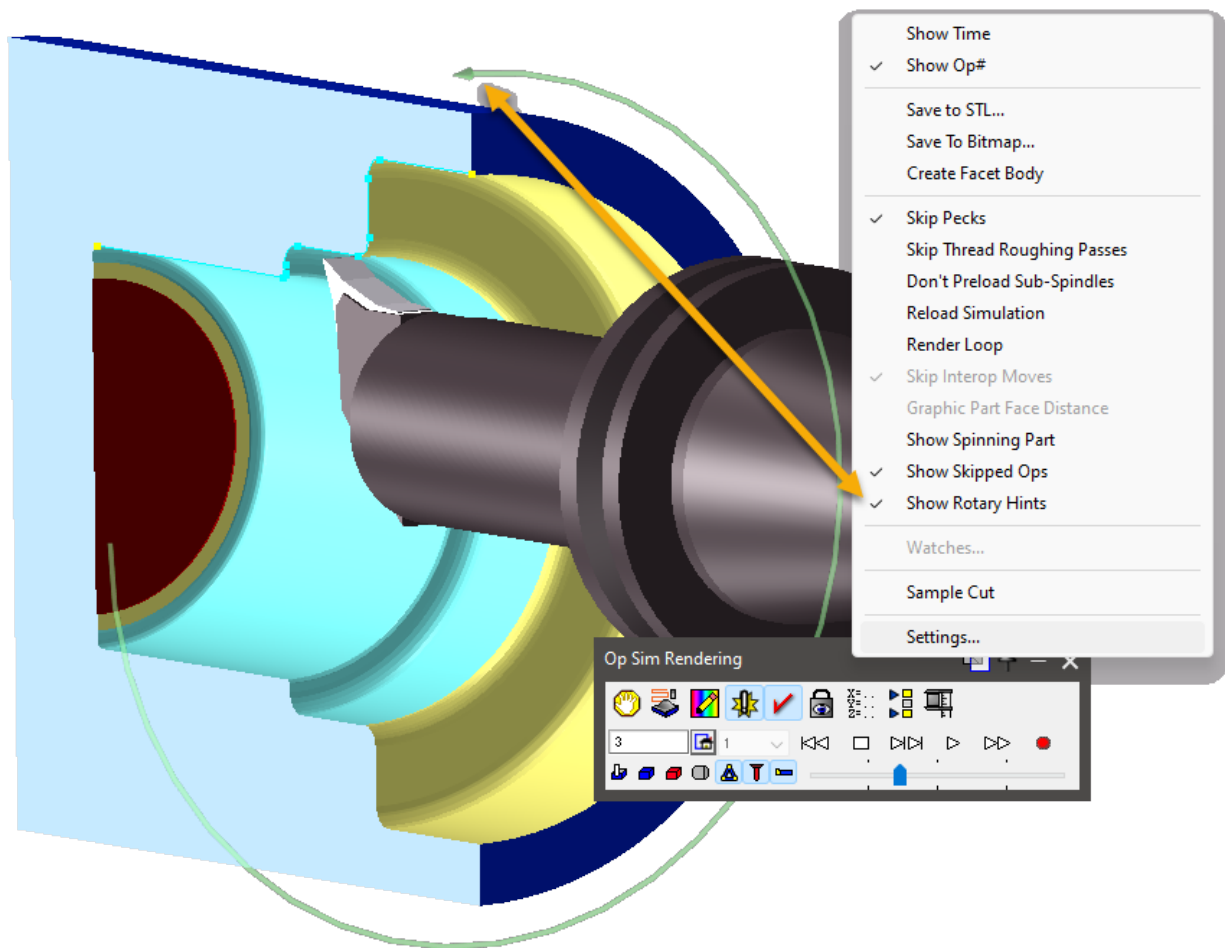 Show Time
Show Op#
Save to STL...
Save To Bitmap...
Create Facet Body
Skip Pecks
Skip Thread Roughing Passes
Don't Preload Sub-Spindles
Reload Simulation
Render Loop
Skip Interop Moves
Graphic Part Face Distance
Show Spinning Part
Show Skipped Ops
Show Rotary Hints
Watches...
Sample Cut
Settings...
Op Sim Rendering
X=
Y=
Z=
3
1